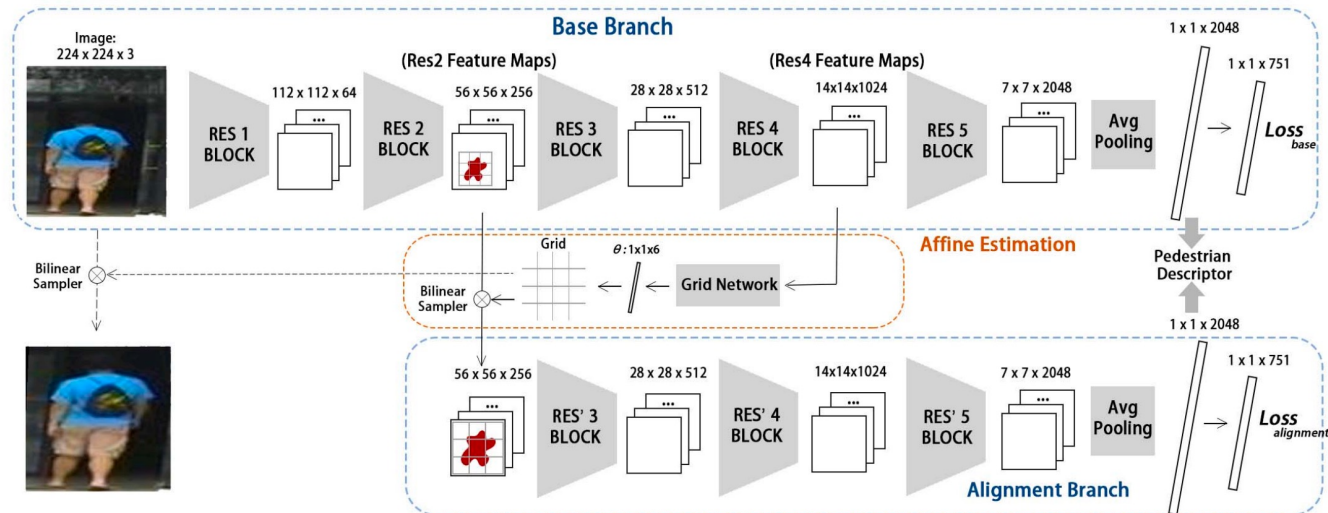 Base Branch
Image:
224 x 224 x 3
(Res2 Feature Maps)
(Res4 Feature Maps)
1 x 1 x 2048
1 x 1 x 751
112 x 112 x 64
56 x 56 x 256
28 x 28 x 512
14x14x1024
7 x 7 x 2048
RES 1
BLOCK
...
RES 2
BLOCK
...
RES 3
BLOCK
...
RES 4
BLOCK
...
RES 5
BLOCK
...
Avg
Pooling
Loss
base
Affine Estimation
Grid
θ : 1x1x6
Grid Network
Bilinear
Sampler
Bilinear
Sampler
Pedestrian
Descriptor
1 x 1 x 2048
1 x 1 x 751
56 x 56 x 256
28 x 28 x 512
14x14x1024
7 x 7 x 2048
...
RES' 3
BLOCK
...
RES' 4
BLOCK
...
RES' 5
BLOCK
...
Avg
Pooling
Loss
alignment
Alignment Branch